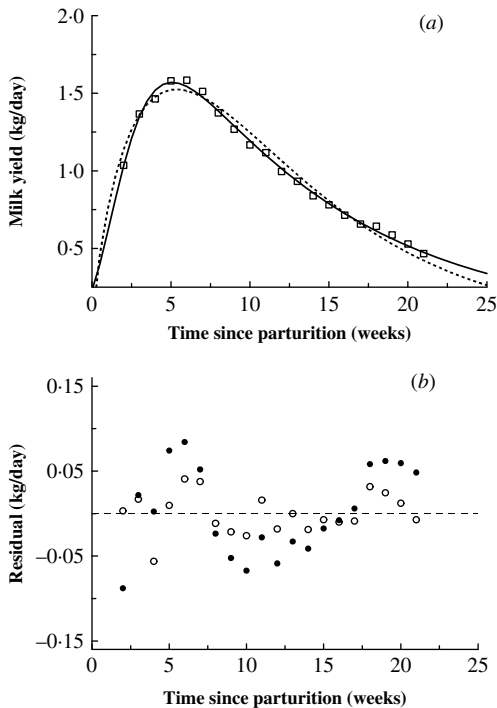 (a)
2·0
1·5
1·0
0·5
Milk yield (kg/day)
0 5 10 15 20 25
Time since parturition (weeks)
(b)
0·15
0·05
–0·05
–0·15
Residual (kg/day)
0 5 10 15 20 25
Time since parturition (weeks)